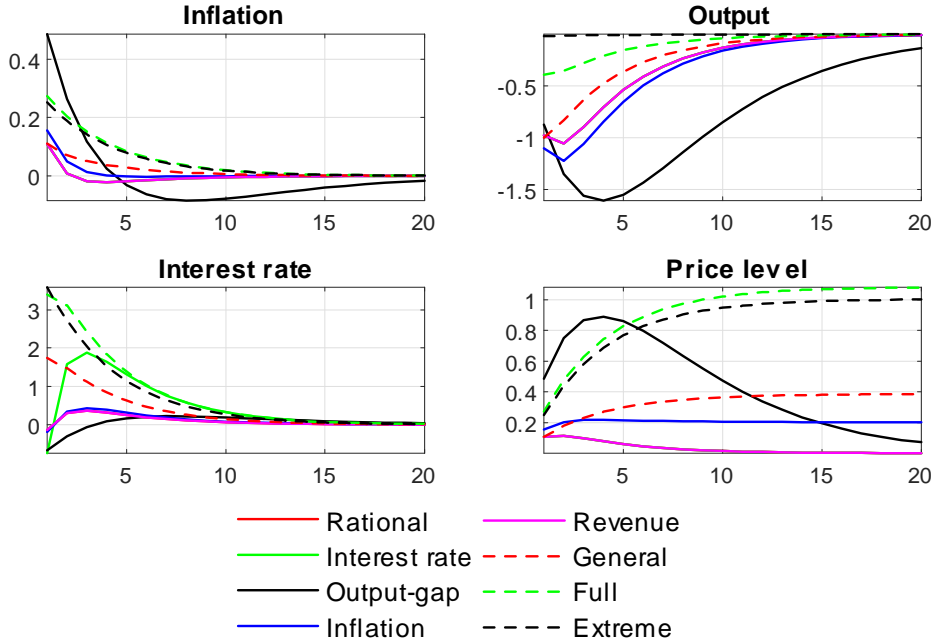 Inflation
Output
0.4
0.2
0
5
10
15
20
-0.5
-1
-1.5
5
10
15
20
Interest rate
Price level
3
2
1
0
5
10
15
20
1
0.8
0.6
0.4
0.2
5
10
15
20
Rational
Revenue
Interest rate
General
Output-gap
Full
Inflation
Extreme